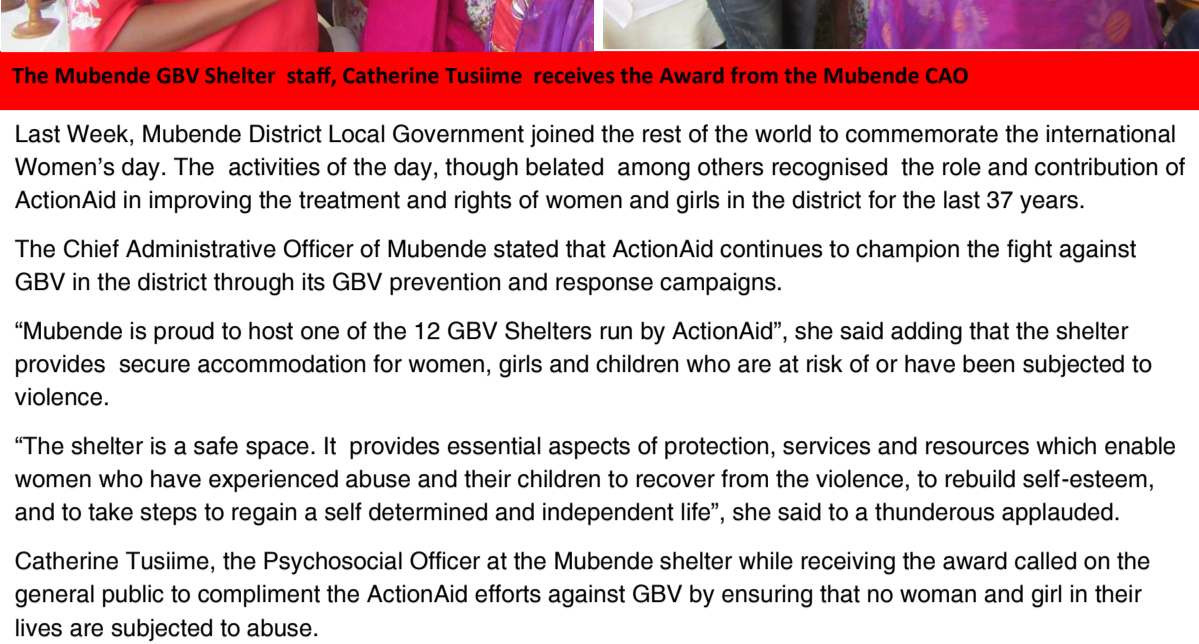 The Mubende GBV Shelter  staff, Catherine Tusiime  receives the Award from the Mubende CAO
Last Week, Mubende District Local Government joined the rest of the world to commemorate the international
Women’s day. The  activities of the day, though belated  among others recognised  the role and contribution of
ActionAid in improving the treatment and rights of women and girls in the district for the last 37 years.
The Chief Administrative Officer of Mubende stated that ActionAid continues to champion the fight against
GBV in the district through its GBV prevention and response campaigns.
“Mubende is proud to host one of the 12 GBV Shelters run by ActionAid”, she said adding that the shelter
provides  secure accommodation for women, girls and children who are at risk of or have been subjected to
violence.
“The shelter is a safe space. It  provides essential aspects of protection, services and resources which enable
women who have experienced abuse and their children to recover from the violence, to rebuild self-esteem,
and to take steps to regain a self determined and independent life”, she said to a thunderous applauded.
Catherine Tusiime, the Psychosocial Officer at the Mubende shelter while receiving the award called on the
general public to compliment the ActionAid efforts against GBV by ensuring that no woman and girl in their
lives are subjected to abuse.